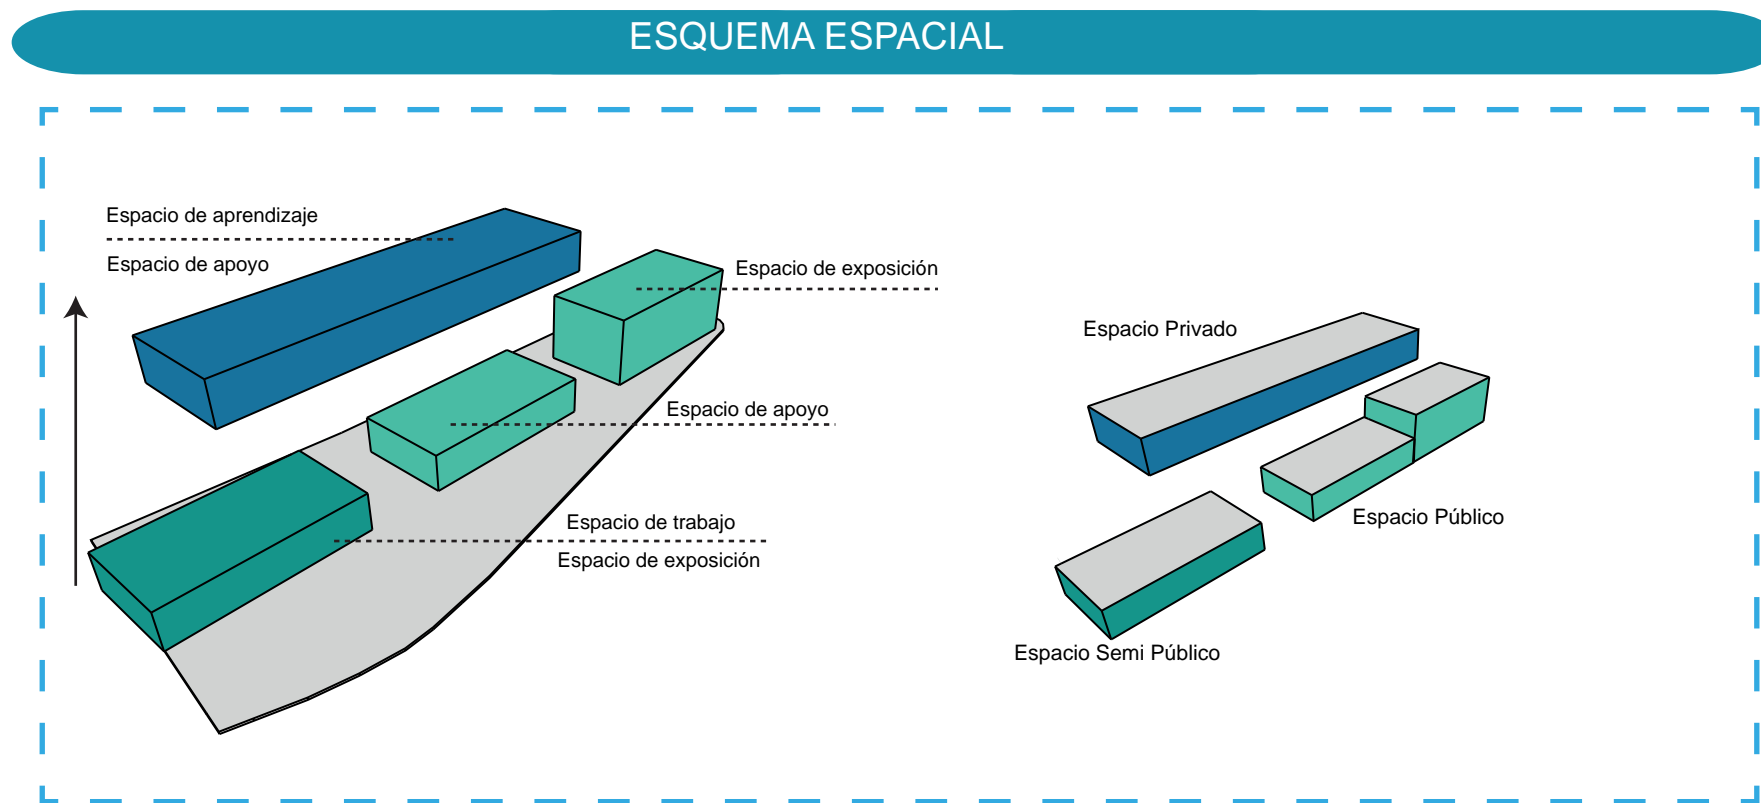 ESQUEMA ESPACIAL
Espacio de aprendizaje
Espacio de apoyo
Espacio de exposición
Espacio de apoyo
Espacio de trabajo
Espacio de exposición
Espacio Privado
Espacio Público
Espacio Semi Público